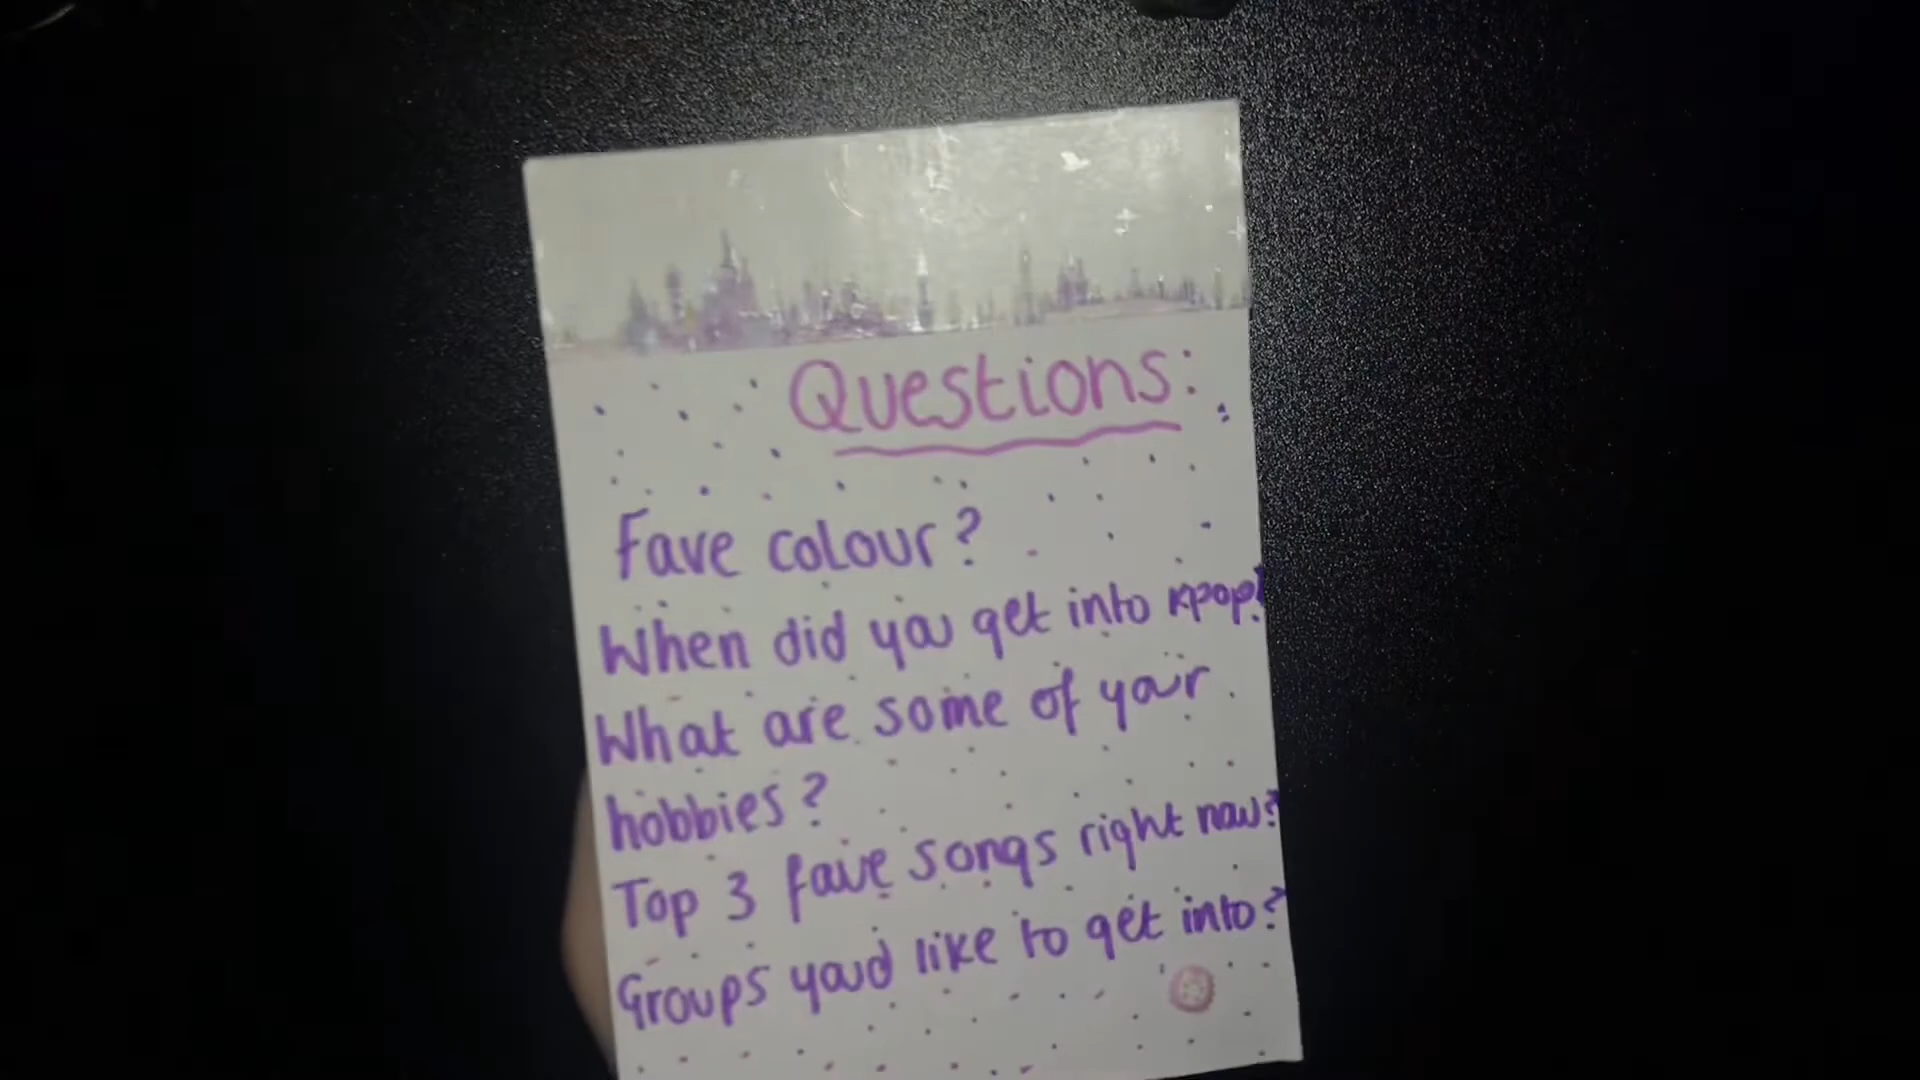 Questions:
Fave colour?
When did you get into kpop?
What are some of your
hobbies?
Top 3 fave songs right now?
Groups you'd like to get into?